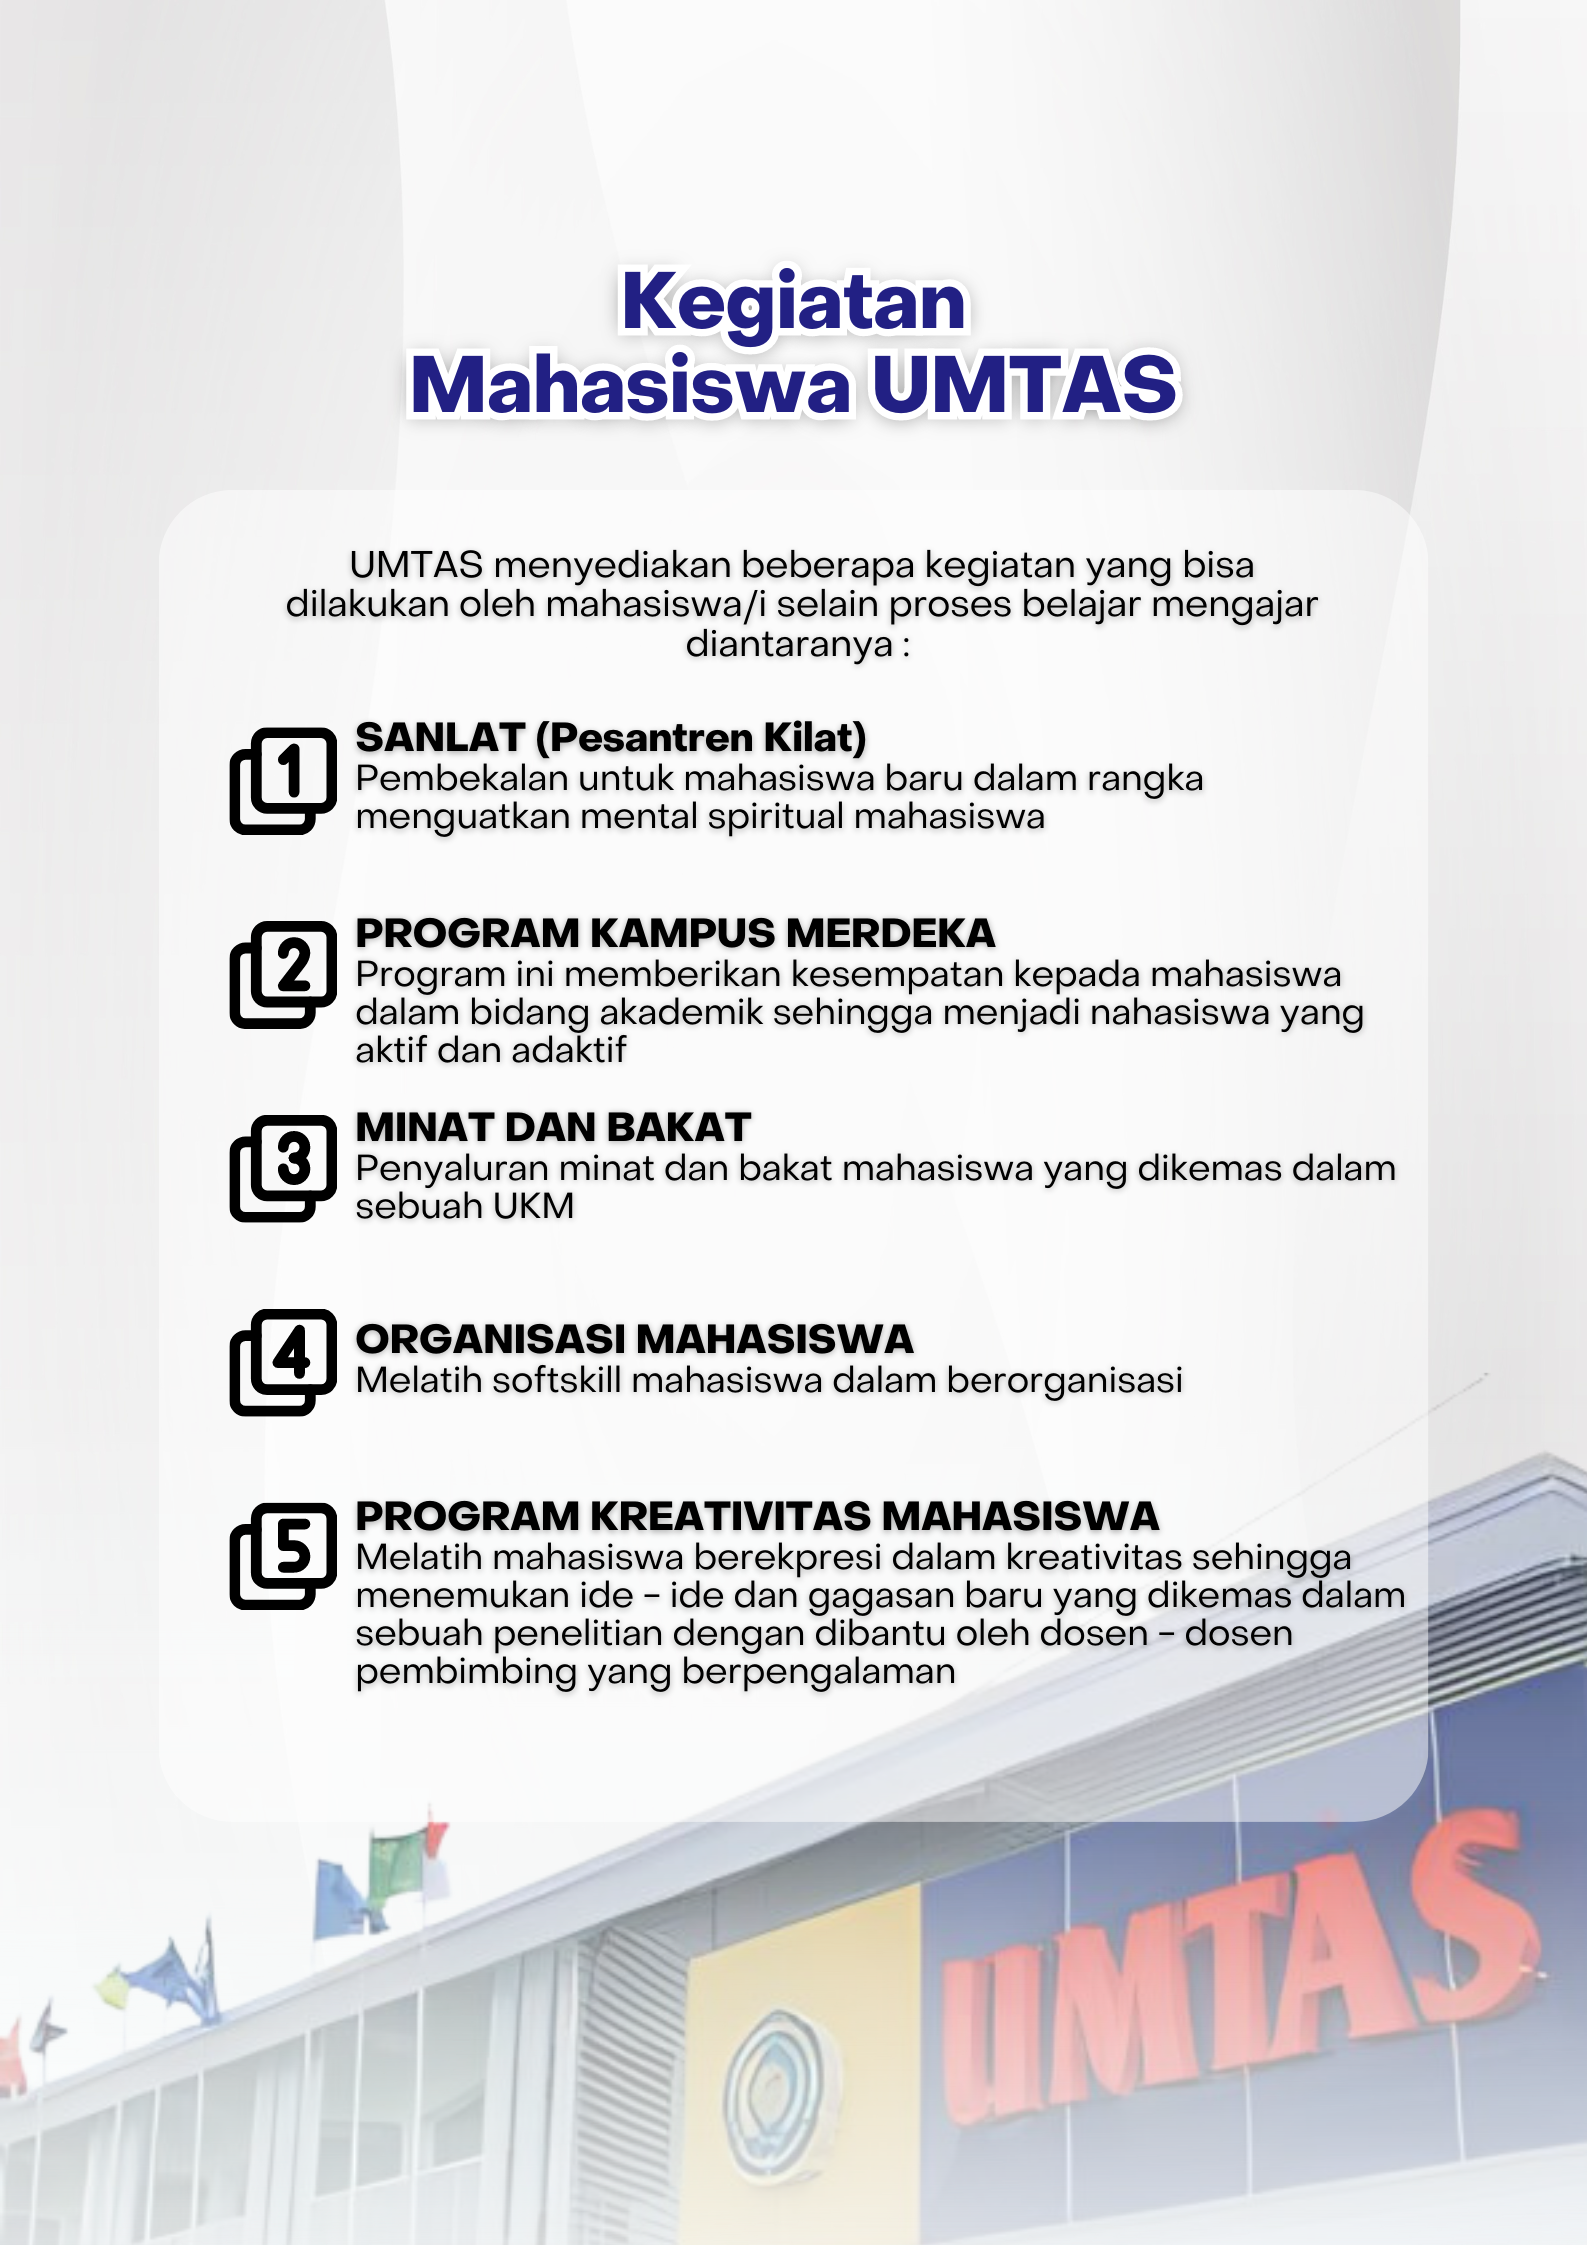 Kegiatan
Mahasiswa UMTAS
UMTAS menyediakan beberapa kegiatan yang bisa
dilakukan oleh mahasiswa/i selain proses belajar mengajar
diantaranya :
1
SANLAT (Pesantren Kilat)
Pembekalan untuk mahasiswa baru dalam rangka
menguatkan mental spiritual mahasiswa
2
PROGRAM KAMPUS MERDEKA
Program ini memberikan kesempatan kepada mahasiswa
dalam bidang akademik sehingga menjadi nahasiswa yang
aktif dan adaktif
3
MINAT DAN BAKAT
Penyaluran minat dan bakat mahasiswa yang dikemas dalam
sebuah UKM
4
ORGANISASI MAHASISWA
Melatih softskill mahasiswa dalam berorganisasi
5
PROGRAM KREATIVITAS MAHASISWA
Melatih mahasiswa berekpresi dalam kreativitas sehingga
menemukan ide - ide dan gagasan baru yang dikemas dalam
sebuah penelitian dengan dibantu oleh dosen - dosen
pembimbing yang berpengalaman
UMTAS